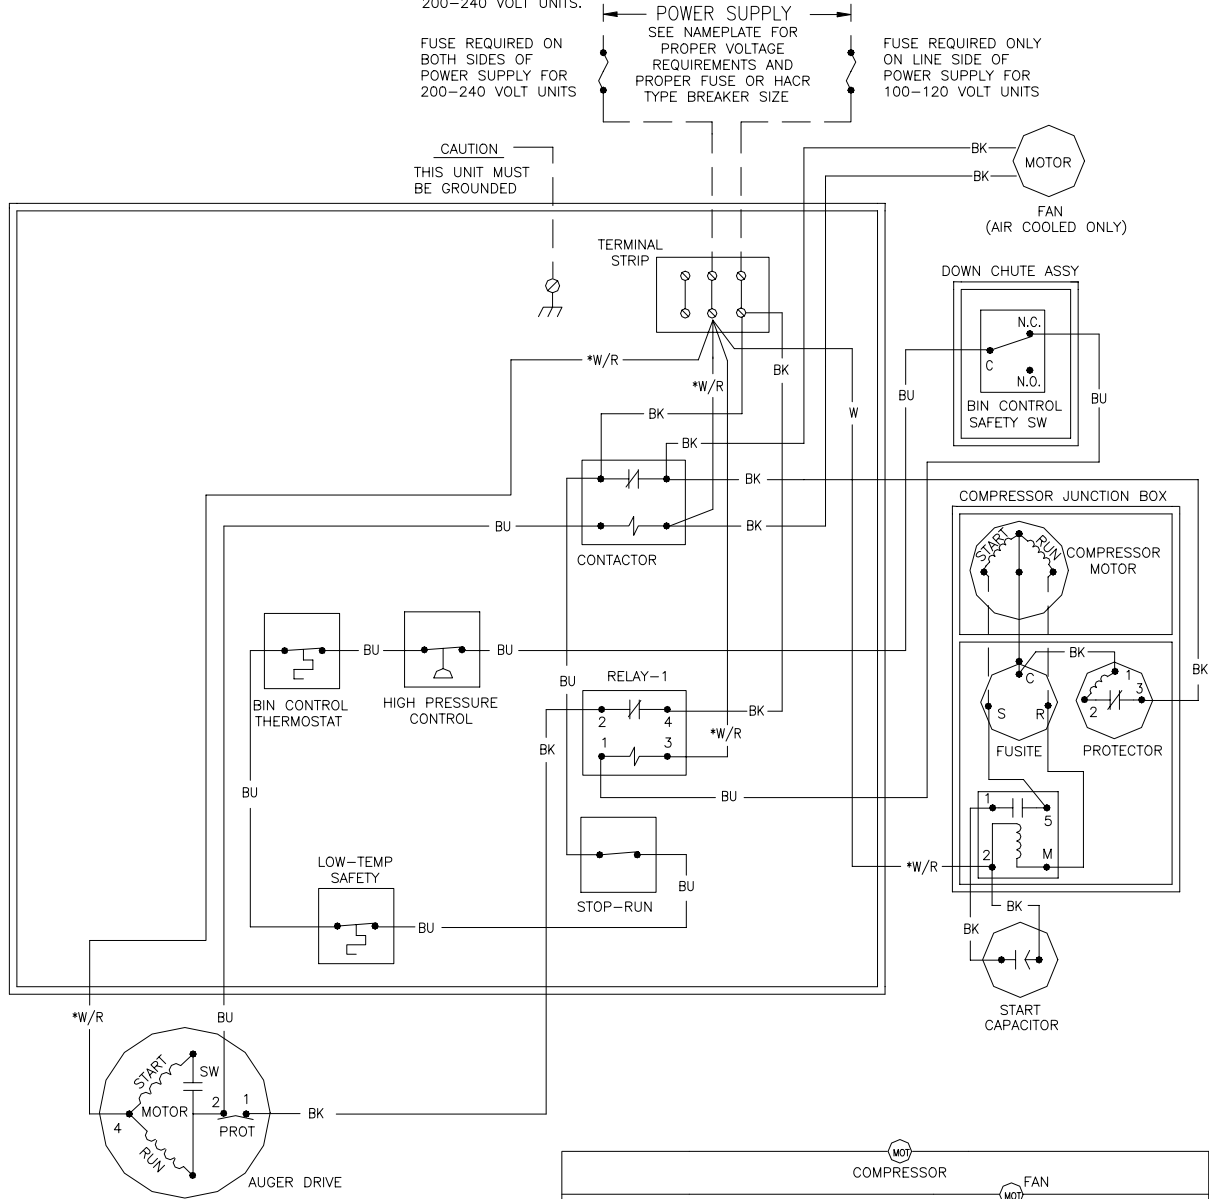 200-240 VOLT UNITS.
POWER SUPPLY
SEE NAMEPLATE FOR
PROPER VOLTAGE
REQUIREMENTS AND
PROPER FUSE OR HACR
TYPE BREAKER SIZE
FUSE REQUIRED ON
BOTH SIDES OF
POWER SUPPLY FOR
200-240 VOLT UNITS
FUSE REQUIRED ONLY
ON LINE SIDE OF
POWER SUPPLY FOR
100-120 VOLT UNITS
CAUTION
THIS UNIT MUST
BE GROUNDED
BK
BK
MOTOR
FAN
(AIR COOLED ONLY)
TERMINAL
STRIP
DOWN CHUTE ASSY
N.C.
C
N.O.
BIN CONTROL
SAFETY SW
*W/R
*W/R
BK
BU
BU
W
BK
BK
BK
BU
BK
CONTACTOR
COMPRESSOR JUNCTION BOX
START
RUN
COMPRESSOR
MOTOR
BU
BU
BIN CONTROL
THERMOSTAT
HIGH PRESSURE
CONTROL
BU
RELAY-1
2
4
1
3
BK
*W/R
BK
BK
C
S
R
FUSITE
1
2
3
PROTECTOR
BK
BU
BU
1
5
2
M
*W/R
LOW-TEMP
SAFETY
BU
BU
STOP-RUN
BK
BK
START
CAPACITOR
*W/R
BU
START
SW
MOTOR
2
1
4
PROT
RUN
BK
AUGER DRIVE
MOT
COMPRESSOR
FAN
MOT